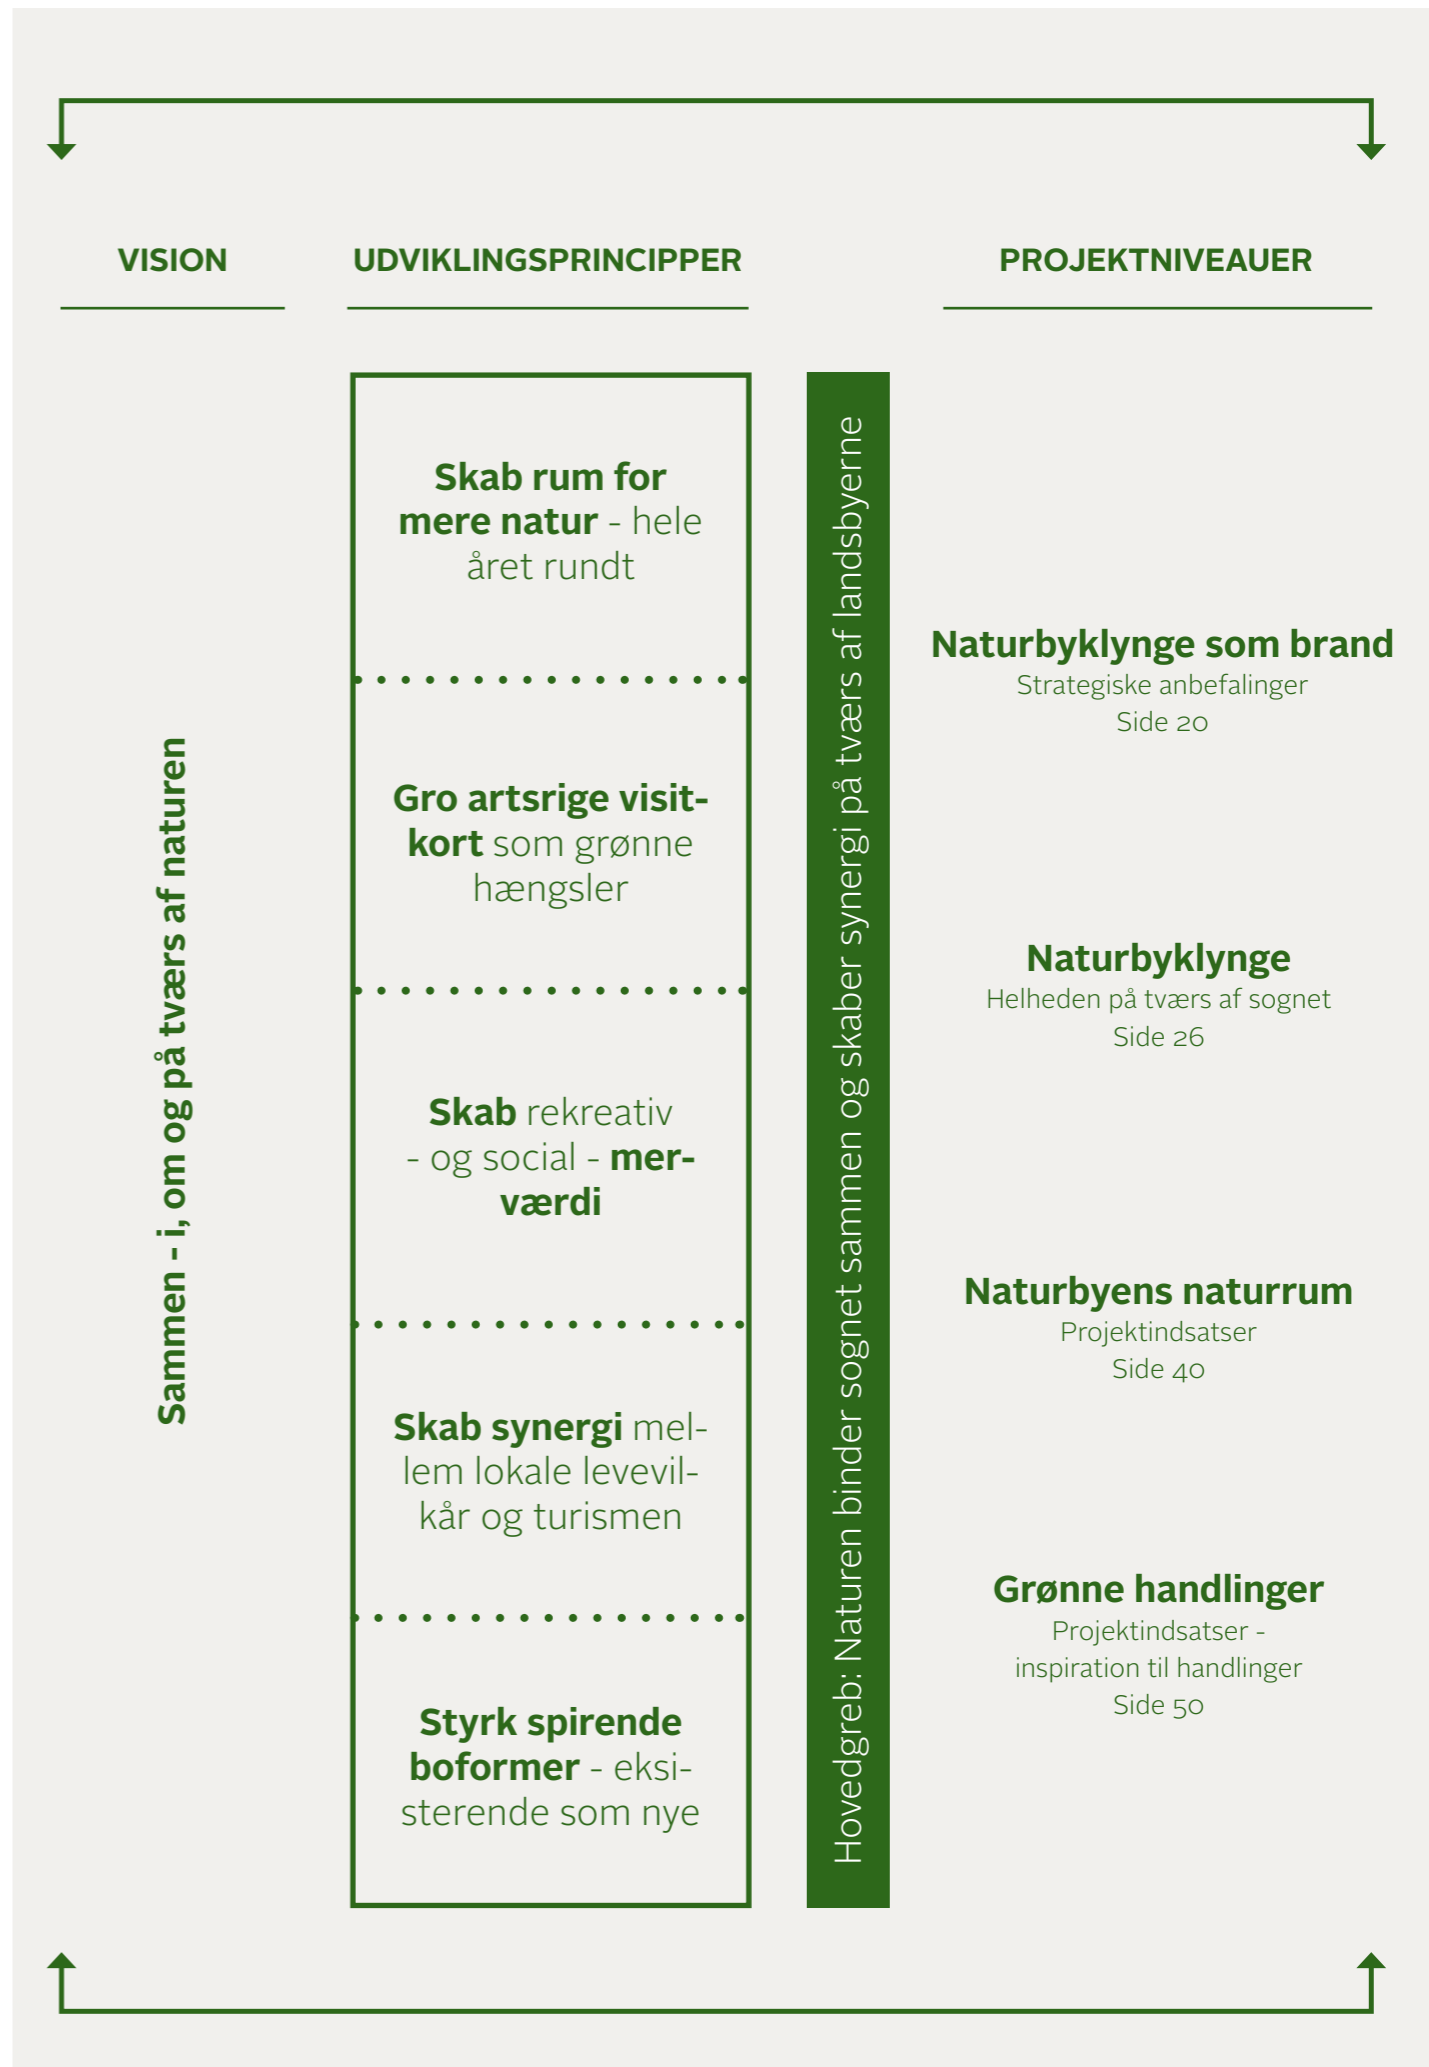 VISION
Sammen - i, om og på tværs af naturen
UDVIKLINGSPRINCIPPER
Skab rum for
mere natur - hele
året rundt
Gro artsrige visit-
kort som grønne
hængsler
Skab rekreativ
- og social - mer-
værdi
Skab synergi mel-
lem lokale levevil-
kår og turismen
Styrk spirende
boformer - eksi-
sterende som nye
Hovedgreb: Naturen binder sognet sammen og skaber synergi på tværs af landsbyerne
PROJEKTNIVEAUER
Naturbyklynge som brand
Strategiske anbefalinger
Side 20
Naturbyklynge
Helheden på tværs af sognet
Side 26
Naturbyens naturrum
Projektindsatser
Side 40
Grønne handlinger
Projektindsatser -
inspiration til handlinger
Side 50